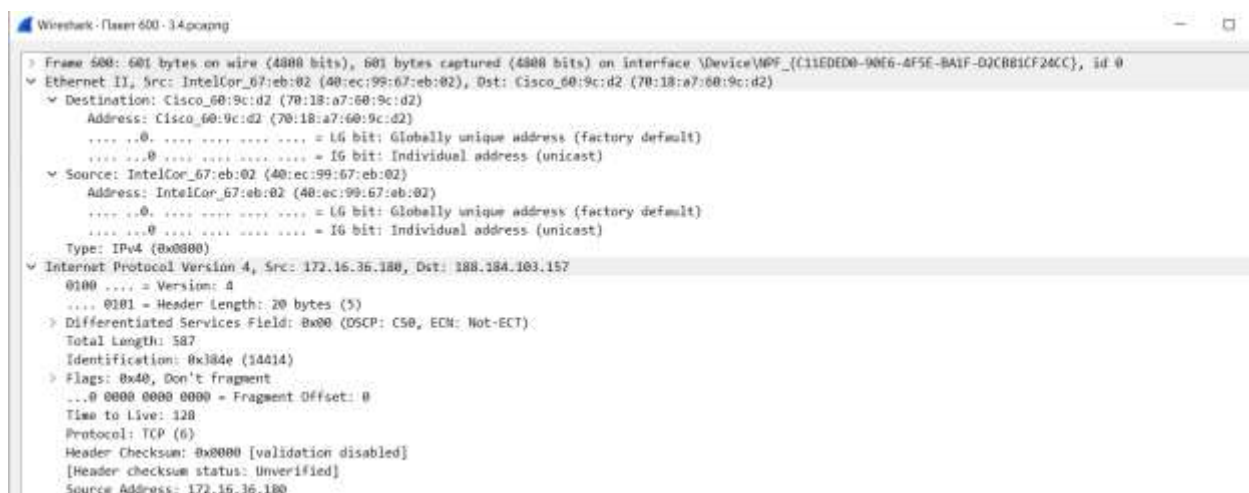 Wireshark · Пакет 600 · 3.4.pcapng
> Frame 600: 601 bytes on wire (4808 bits), 601 bytes captured (4808 bits) on interface \Device\NPF_{C11EDED0-90E6-4F5E-BA1F-D2CB81CF24CC}, id 0
Ethernet II, Src: IntelCor_67:eb:02 (40:ec:99:67:eb:02), Dst: Cisco_60:9c:d2 (70:18:a7:60:9c:d2)
Destination: Cisco_60:9c:d2 (70:18:a7:60:9c:d2)
Address: Cisco_60:9c:d2 (70:18:a7:60:9c:d2)
.... ..0. .... .... .... .... = LG bit: Globally unique address (factory default)
.... ...0 .... .... .... .... = IG bit: Individual address (unicast)
Source: IntelCor_67:eb:02 (40:ec:99:67:eb:02)
Address: IntelCor_67:eb:02 (40:ec:99:67:eb:02)
.... ..0. .... .... .... .... = LG bit: Globally unique address (factory default)
.... ...0 .... .... .... .... = IG bit: Individual address (unicast)
Type: IPv4 (0x0800)
Internet Protocol Version 4, Src: 172.16.36.180, Dst: 188.184.103.157
0100 .... = Version: 4
.... 0101 = Header Length: 20 bytes (5)
> Differentiated Services Field: 0x00 (DSCP: CS0, ECN: Not-ECT)
Total Length: 587
Identification: 0x384e (14414)
> Flags: 0x40, Don't fragment
...0 0000 0000 0000 = Fragment Offset: 0
Time to Live: 128
Protocol: TCP (6)
Header Checksum: 0x0000 [validation disabled]
[Header checksum status: Unverified]
Source Address: 172.16.36.180